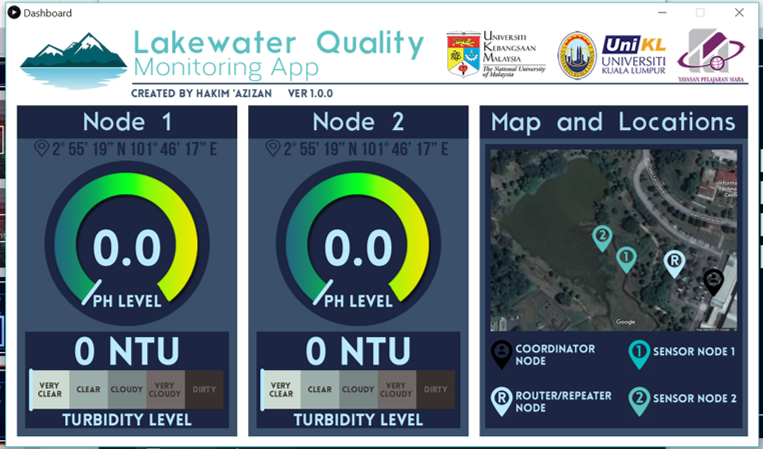 Dashboard
Lakewater Quality
Monitoring App
CREATED BY HAKIM 'AZIZAN VER 1.0.0
UNIVERSITI
KEBANGSAAN
MALAYSIA
The National University
of Malaysia
UniKL
UNIVERSITI
KUALA LUMPUR
YAYASAN PELAJARAN MARA
Node 1
2° 55' 19" N 101° 46' 17" E
0.0
PH LEVEL
0 NTU
VERY
CLEAR
CLEAR
CLOUDY
VERY
CLOUDY
DIRTY
TURBIDITY LEVEL
Node 2
2° 55' 19" N 101° 46' 17" E
0.0
PH LEVEL
0 NTU
VERY
CLEAR
CLEAR
CLOUDY
VERY
CLOUDY
DIRTY
TURBIDITY LEVEL
Map and Locations
2
1
R
Google
COORDINATOR
NODE
1 SENSOR NODE 1
R ROUTER/REPEATER
NODE
2 SENSOR NODE 2